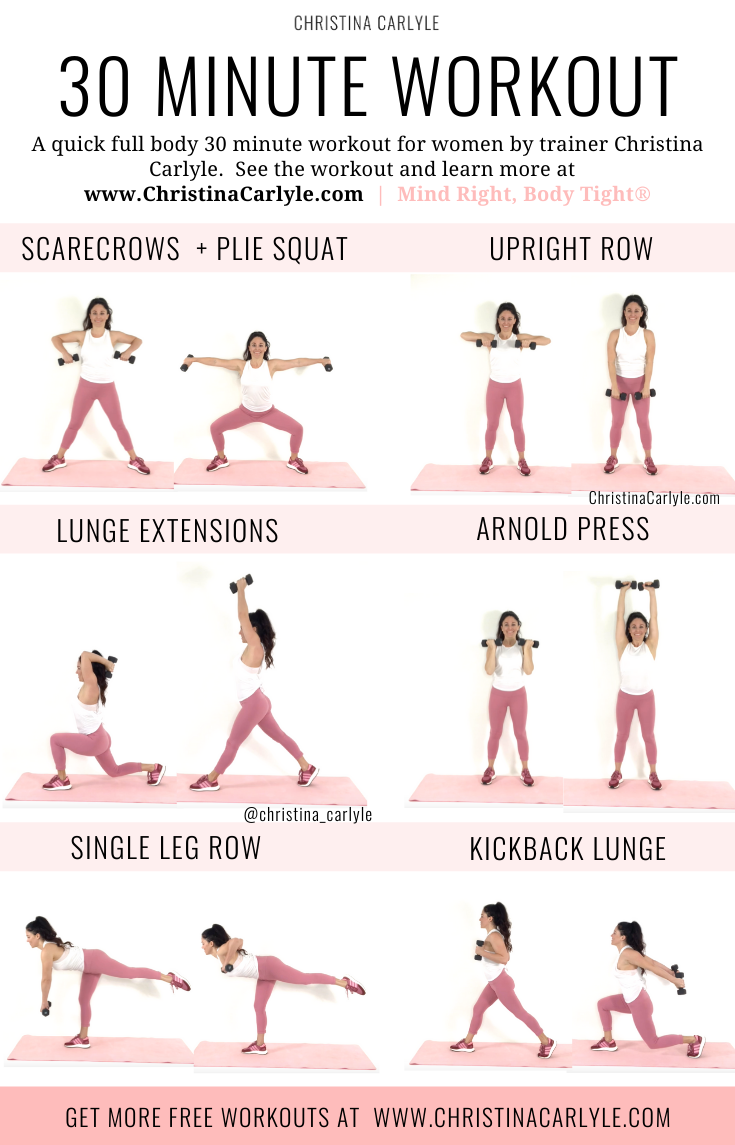 CHRISTINA CARLYLE
30 MINUTE WORKOUT
A quick full body 30 minute workout for women by trainer Christina
Carlyle. See the workout and learn more at
www.ChristinaCarlyle.com | Mind Right, Body Tight®
SCARECROWS + PLIE SQUAT
UPRIGHT ROW
ChristinaCarlyle.com
LUNGE EXTENSIONS
ARNOLD PRESS
@christina_carlyle
SINGLE LEG ROW
KICKBACK LUNGE
GET MORE FREE WORKOUTS AT WWW.CHRISTINACARLYLE.COM